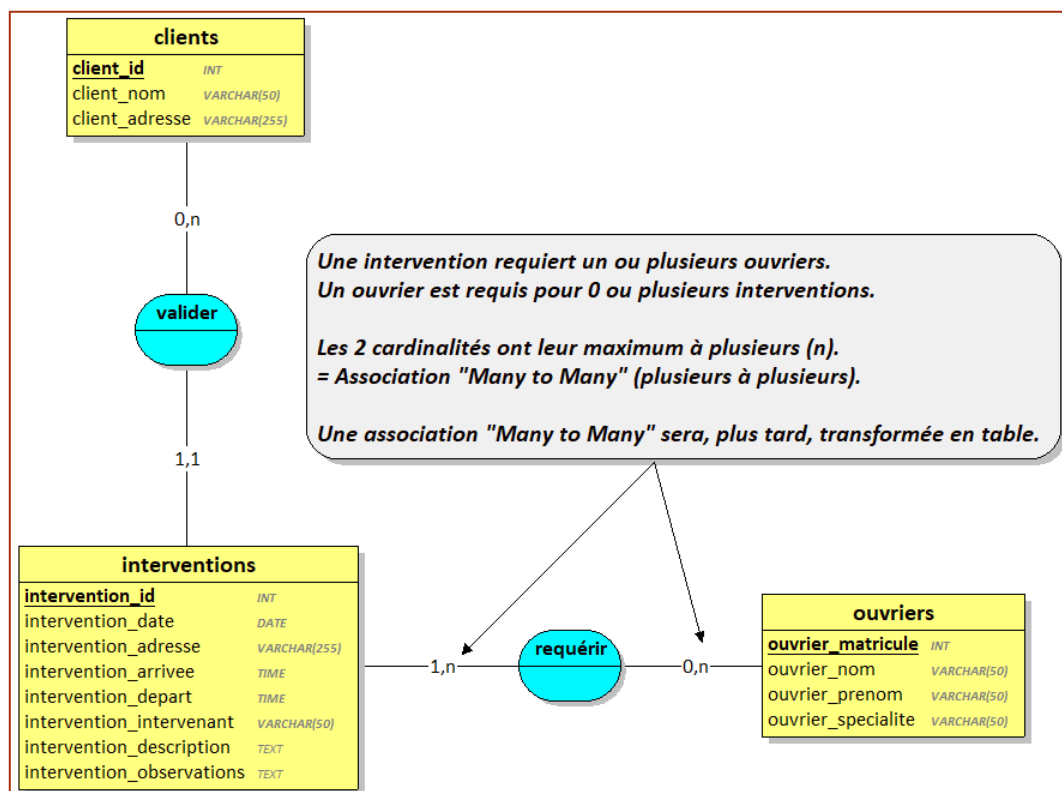 clients
client_id INT
client_nom VARCHAR(50)
client_adresse VARCHAR(255)
0,n
valider
1,1
Une intervention requiert un ou plusieurs ouvriers.
Un ouvrier est requis pour 0 ou plusieurs interventions.
Les 2 cardinalités ont leur maximum à plusieurs (n).
= Association "Many to Many" (plusieurs à plusieurs).
Une association "Many to Many" sera, plus tard, transformée en table.
interventions
intervention_id INT
intervention_date DATE
intervention_adresse VARCHAR(255)
intervention_arrivee TIME
intervention_depart TIME
intervention_intervenant VARCHAR(50)
intervention_description TEXT
intervention_observations TEXT
1,n
requérir
0,n
ouvriers
ouvrier_matricule INT
ouvrier_nom VARCHAR(50)
ouvrier_prenom VARCHAR(50)
ouvrier_specialite VARCHAR(50)